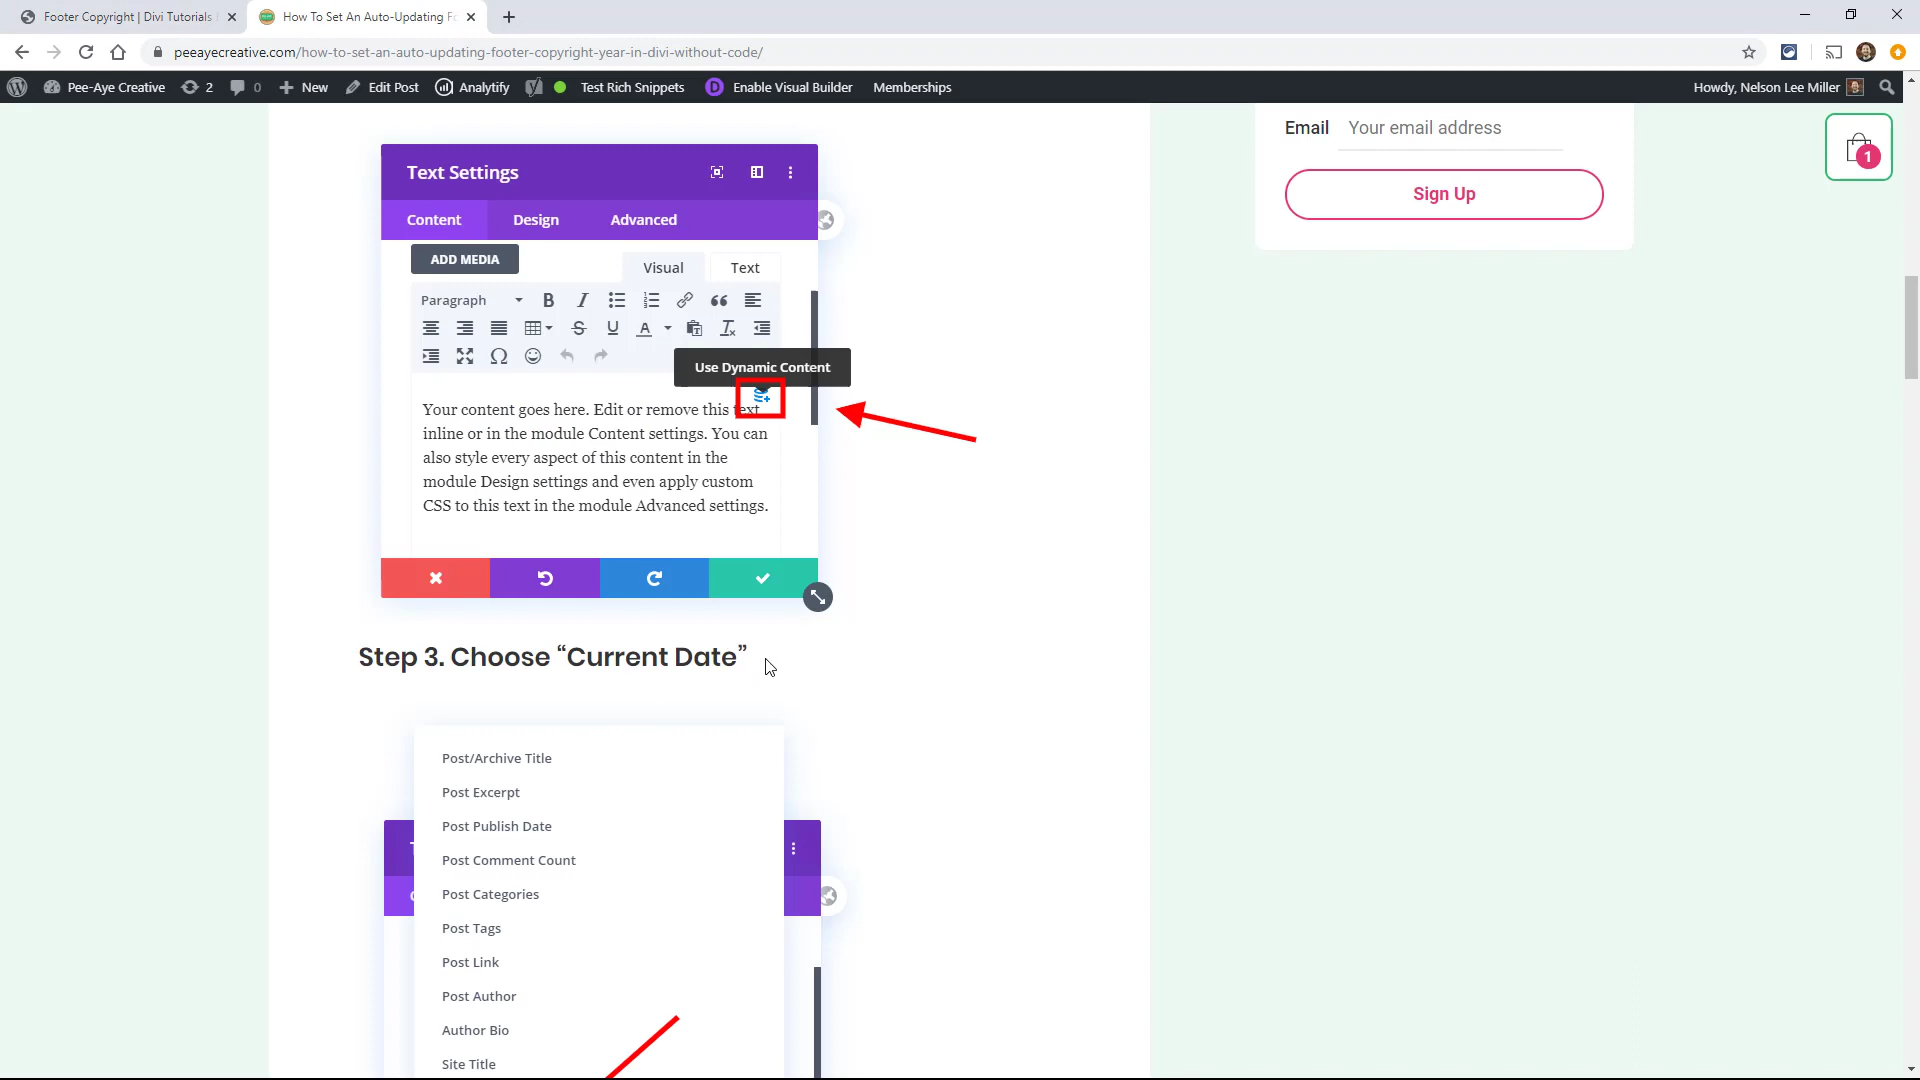 Footer Copyright | Divi Tutorials
How To Set An Auto-Updating Fo
peeayecreative.com/how-to-set-an-auto-updating-footer-copyright-year-in-divi-without-code/
Pee-Aye Creative 2 0 New Edit Post Analytify Test Rich Snippets D Enable Visual Builder Memberships Howdy, Nelson Lee Miller
Email Your email address
Sign Up
1
Text Settings
Content Design Advanced
ADD MEDIA
Visual Text
Paragraph
Use Dynamic Content
Your content goes here. Edit or remove this text
inline or in the module Content settings. You can
also style every aspect of this content in the
module Design settings and even apply custom
CSS to this text in the module Advanced settings.
Step 3. Choose “Current Date”
Post/Archive Title
Post Excerpt
Post Publish Date
Post Comment Count
Post Categories
Post Tags
Post Link
Post Author
Author Bio
Site Title